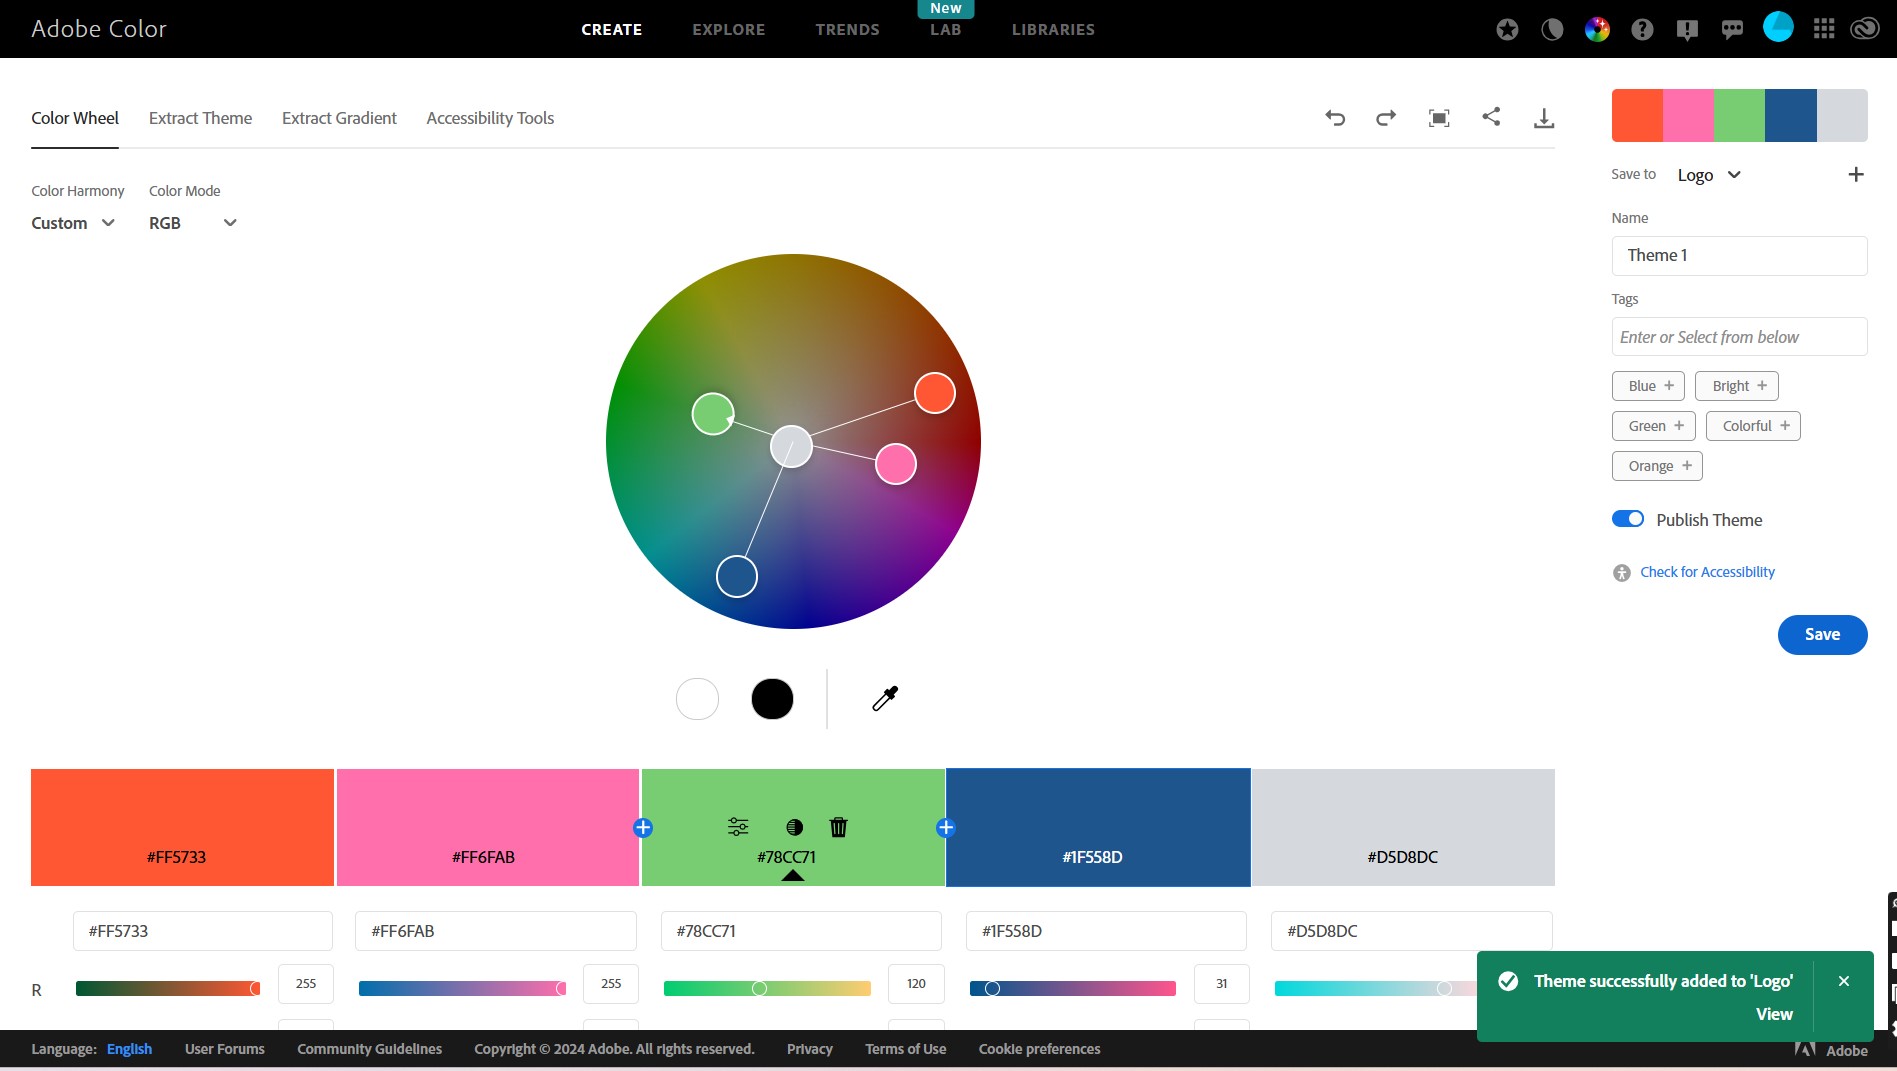 Adobe Color
CREATE
EXPLORE
TRENDS
New
LAB
LIBRARIES
Color Wheel
Extract Theme
Extract Gradient
Accessibility Tools
Color Harmony
Color Mode
Custom
RGB
Save to
Logo
Name
Theme 1
Tags
Enter or Select from below
Blue +
Bright +
Green +
Colorful +
Orange +
Publish Theme
Check for Accessibility
Save
#FF5733
#FF6FAB
#78CC71
#1F558D
#D5D8DC
#FF5733
#FF6FAB
#78CC71
#1F558D
#D5D8DC
R
255
255
120
31
Theme successfully added to 'Logo'
View
Language: English
User Forums
Community Guidelines
Copyright © 2024 Adobe. All rights reserved.
Privacy
Terms of Use
Cookie preferences
Adobe